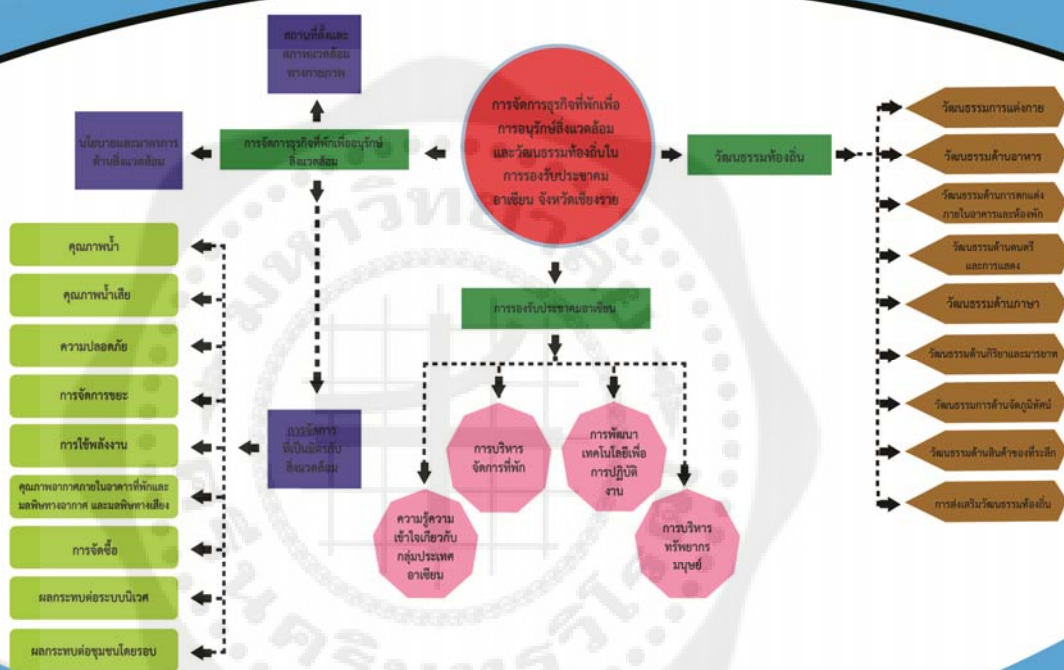 สถานที่ตั้งและ
สภาพแวดล้อม
ทางกายภาพ
นโยบายและมาตรการ
ด้านสิ่งแวดล้อม
การจัดการธุรกิจที่พักเพื่ออนุรักษ์
สิ่งแวดล้อม
การจัดการธุรกิจที่พักเพื่อ
การอนุรักษ์สิ่งแวดล้อม
และวัฒนธรรมท้องถิ่นใน
การรองรับประชาคม
อาเซียน จังหวัดเชียงราย
วัฒนธรรมท้องถิ่น
วัฒนธรรมการแต่งกาย
วัฒนธรรมด้านอาหาร
วัฒนธรรมด้านการตกแต่ง
ภายในอาคารและห้องพัก
วัฒนธรรมด้านดนตรี
และการแสดง
วัฒนธรรมด้านภาษา
วัฒนธรรมด้านกิริยาและมารยาท
วัฒนธรรมการด้านจัดภูมิทัศน์
วัฒนธรรมด้านสินค้าของที่ระลึก
การส่งเสริมวัฒนธรรมท้องถิ่น
คุณภาพน้ำ
คุณภาพน้ำเสีย
ความปลอดภัย
การจัดการขยะ
การใช้พลังงาน
คุณภาพอากาศภายในอาคารที่พักและ
มลพิษทางอากาศ และมลพิษทางเสียง
การจัดซื้อ
ผลกระทบต่อระบบนิเวศ
ผลกระทบต่อชุมชนโดยรอบ
การจัดการ
ที่เป็นมิตรกับ
สิ่งแวดล้อม
การรองรับประชาคมอาเซียน
ความรู้ความ
เข้าใจเกี่ยวกับ
กลุ่มประเทศ
อาเซียน
การบริหาร
จัดการที่พัก
การพัฒนา
เทคโนโลยีเพื่อ
การปฏิบัติ
งาน
การบริหาร
ทรัพยากร
มนุษย์